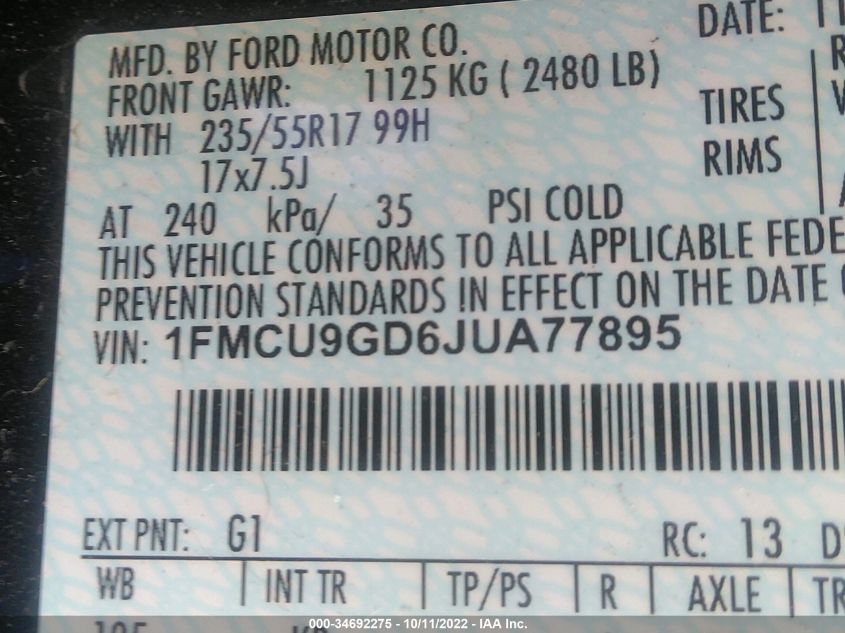 MFD. BY FORD MOTOR CO. DATE:
FRONT GAWR: 1125 KG ( 2480 LB)
WITH 235/55R17 99H TIRES
17x7.5J RIMS
AT 240 kPa/ 35 PSI COLD
THIS VEHICLE CONFORMS TO ALL APPLICABLE FEDE
PREVENTION STANDARDS IN EFFECT ON THE DATE
VIN: 1FMCU9GD6JUA77895
EXT PNT: G1 RC: 13
WB INT TR TP/PS R AXLE TR
000-34692275 - 10/11/2022 - IAA Inc.